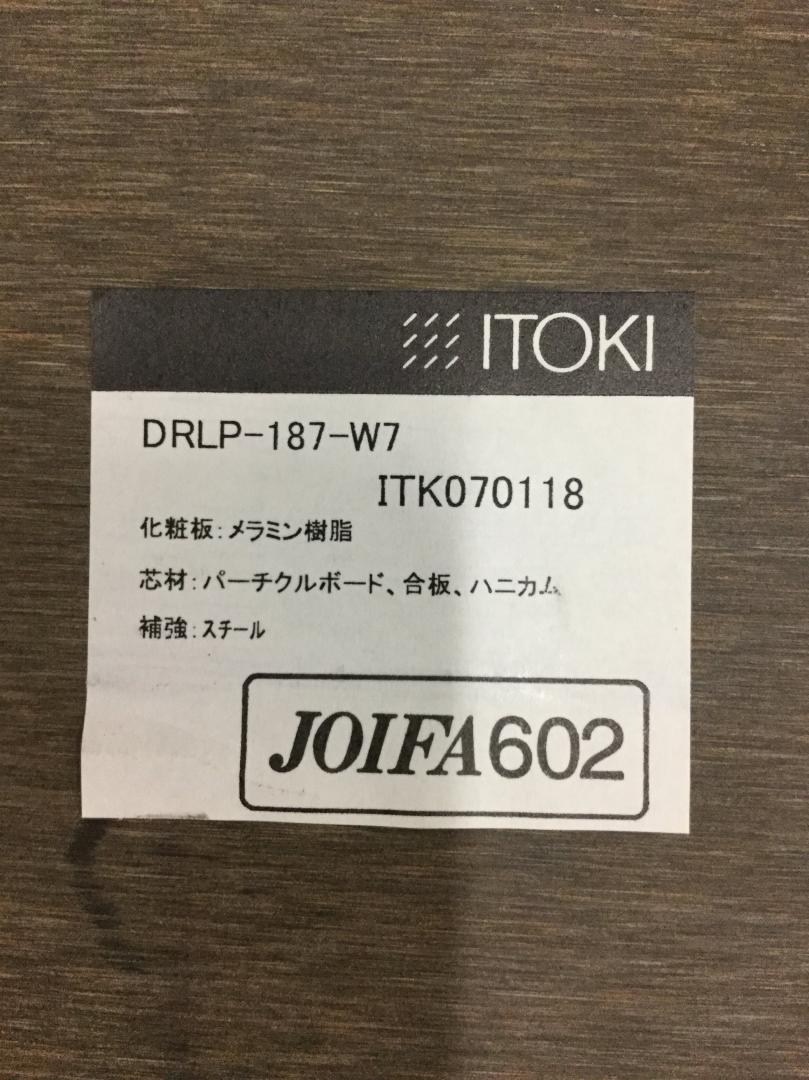 ITOKI
DRLP-187-W7
ITK070118
化粧板:メラミン樹脂
芯材:パーチクルボード、合板、ハニカム
補強:スチール
JOIFA602